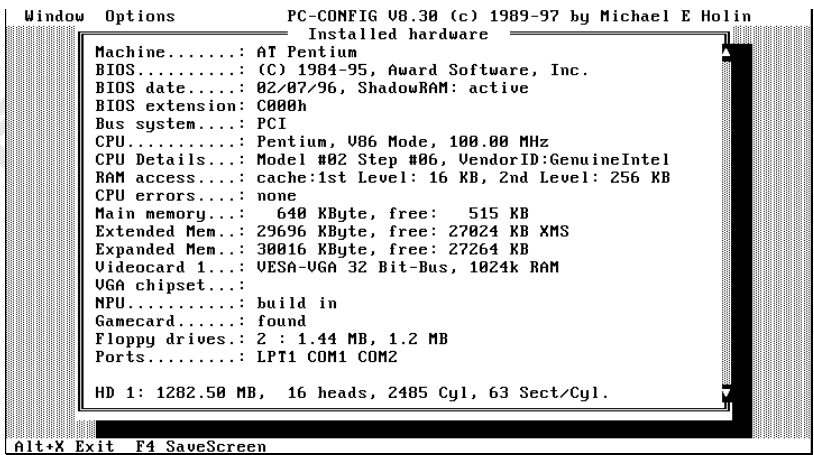 Window  Options  PC-CONFIG V8.30 (c) 1989-97 by Michael E Holin
Installed hardware
Machine.......: AT Pentium
BIOS..........: (C) 1984-95, Award Software, Inc.
BIOS date.....: 02/07/96, ShadowRAM: active
BIOS extension: C000h
Bus system....: PCI
CPU...........: Pentium, V86 Mode, 100.00 MHz
CPU Details...: Model #02 Step #06, VendorID:GenuineIntel
RAM access....: cache:1st Level: 16 KB, 2nd Level: 256 KB
CPU errors....: none
Main memory...:   640 KByte, free:   515 KB
Extended Mem..: 29696 KByte, free: 27024 KB XMS
Expanded Mem..: 30016 KByte, free: 27264 KB
Videocard 1...: VESA-VGA 32 Bit-Bus, 1024k RAM
VGA chipset...:
NPU...........: build in
Gamecard......: found
Floppy drives.: 2 : 1.44 MB, 1.2 MB
Ports.........: LPT1 COM1 COM2
HD 1: 1282.50 MB,  16 heads, 2485 Cyl, 63 Sect/Cyl.
Alt+X Exit  F4 SaveScreen